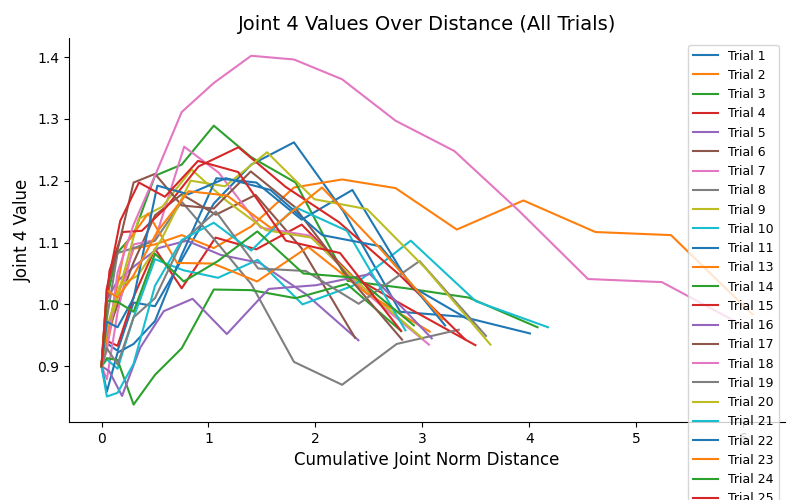 Joint 4 Values Over Distance (All Trials)
Joint 4 Value
1.4
1.3
1.2
1.1
1.0
0.9
0
1
2
3
4
5
6
Cumulative Joint Norm Distance
Trial 1
Trial 2
Trial 3
Trial 4
Trial 5
Trial 6
Trial 7
Trial 8
Trial 9
Trial 10
Trial 11
Trial 13
Trial 14
Trial 15
Trial 16
Trial 17
Trial 18
Trial 19
Trial 20
Trial 21
Trial 22
Trial 23
Trial 24
Trial 25